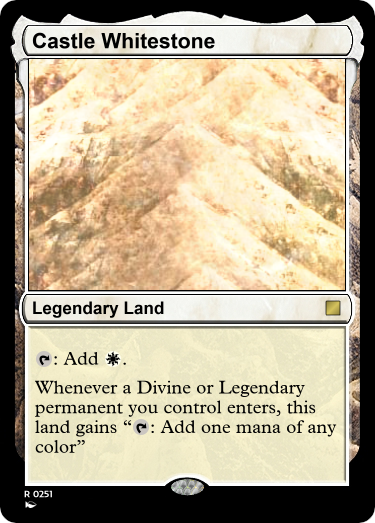 Castle Whitestone
Legendary Land
: Add .
Whenever a Divine or Legendary
permanent you control enters, this
land gains “: Add one mana of any
color”
R 0251